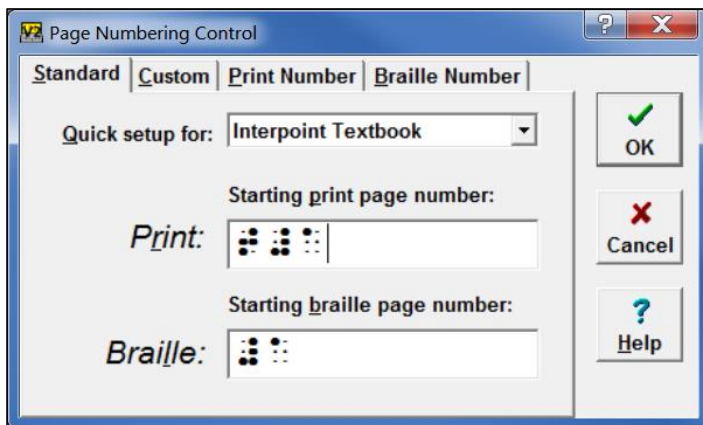 V2 Page Numbering Control
Standard Custom Print Number Braille Number
Quick setup for: Interpoint Textbook
OK
Starting print page number:
Print: ⠞⠼⠁
Cancel
Starting braille page number:
Braille: ⠼⠁
? Help